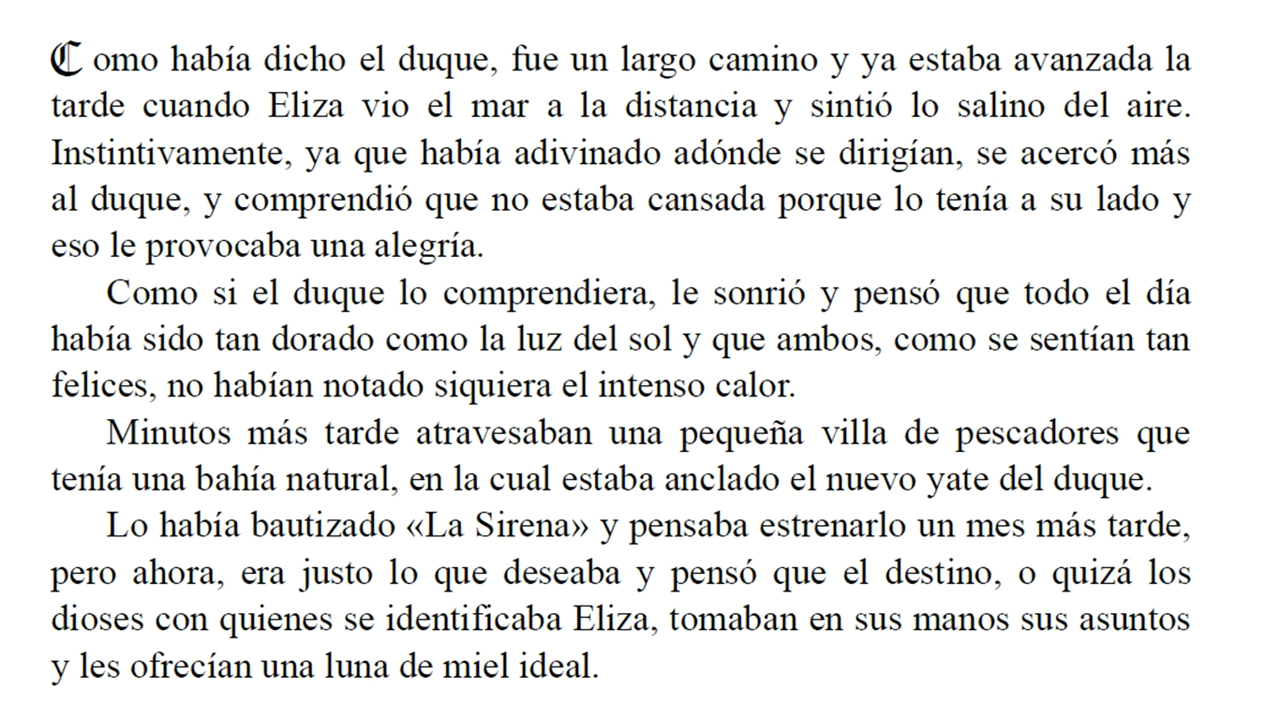 Como había dicho el duque, fue un largo camino y ya estaba avanzada la
tarde cuando Eliza vio el mar a la distancia y sintió lo salino del aire.
Instintivamente, ya que había adivinado adónde se dirigían, se acercó más
al duque, y comprendió que no estaba cansada porque lo tenía a su lado y
eso le provocaba una alegría.
Como si el duque lo comprendiera, le sonrió y pensó que todo el día
había sido tan dorado como la luz del sol y que ambos, como se sentían tan
felices, no habían notado siquiera el intenso calor.
Minutos más tarde atravesaban una pequeña villa de pescadores que
tenía una bahía natural, en la cual estaba anclado el nuevo yate del duque.
Lo había bautizado «La Sirena» y pensaba estrenarlo un mes más tarde,
pero ahora, era justo lo que deseaba y pensó que el destino, o quizá los
dioses con quienes se identificaba Eliza, tomaban en sus manos sus asuntos
y les ofrecían una luna de miel ideal.